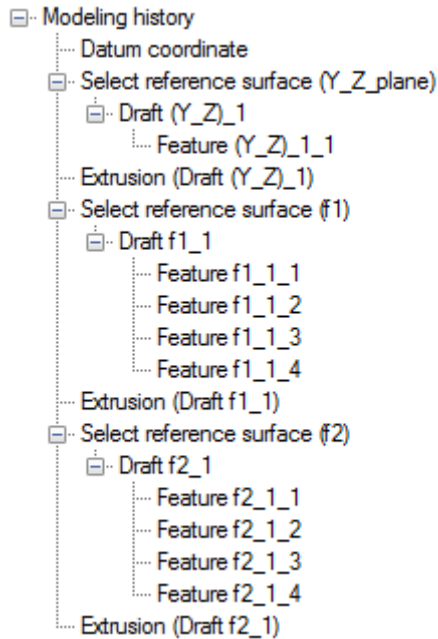 Modeling history
Datum coordinate
Select reference surface (Y_Z_plane)
Draft (Y_Z)_1
Feature (Y_Z)_1_1
Extrusion (Draft (Y_Z)_1)
Select reference surface (f1)
Draft f1_1
Feature f1_1_1
Feature f1_1_2
Feature f1_1_3
Feature f1_1_4
Extrusion (Draft f1_1)
Select reference surface (f2)
Draft f2_1
Feature f2_1_1
Feature f2_1_2
Feature f2_1_3
Feature f2_1_4
Extrusion (Draft f2_1)